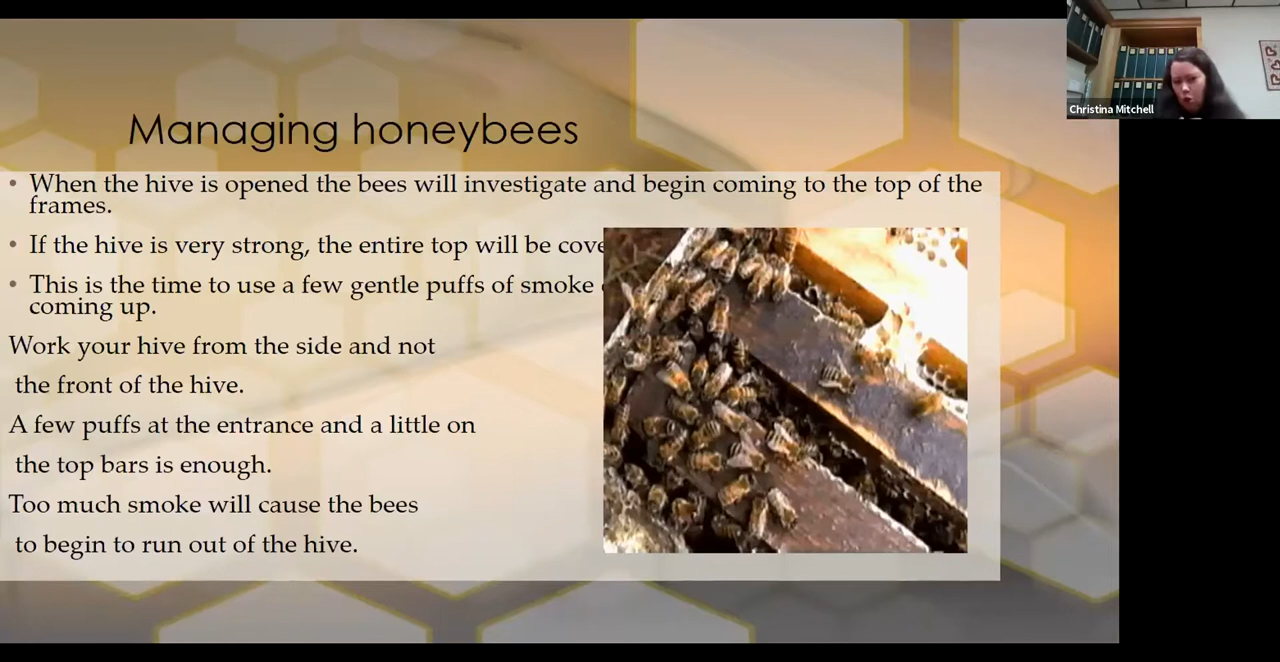 Managing honeybees
• When the hive is opened the bees will investigate and begin coming to the top of the
frames.
• If the hive is very strong, the entire top will be
• This is the time to use a few gentle puffs of smoke
coming up.
Work your hive from the side and not
the front of the hive.
A few puffs at the entrance and a little on
the top bars is enough.
Too much smoke will cause the bees
to begin to run out of the hive.
Christina Mitchell